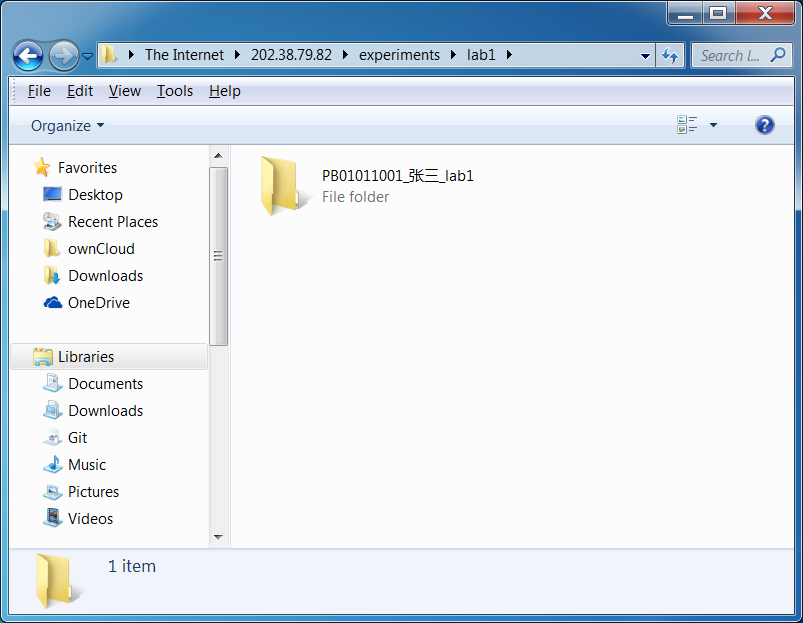 The Internet 202.38.79.82 experiments lab1
Search l...
File Edit View Tools Help
Organize
Favorites
Desktop
Recent Places
ownCloud
Downloads
OneDrive
Libraries
Documents
Downloads
Git
Music
Pictures
Videos
PB01011001_张三_lab1
File folder
1 item